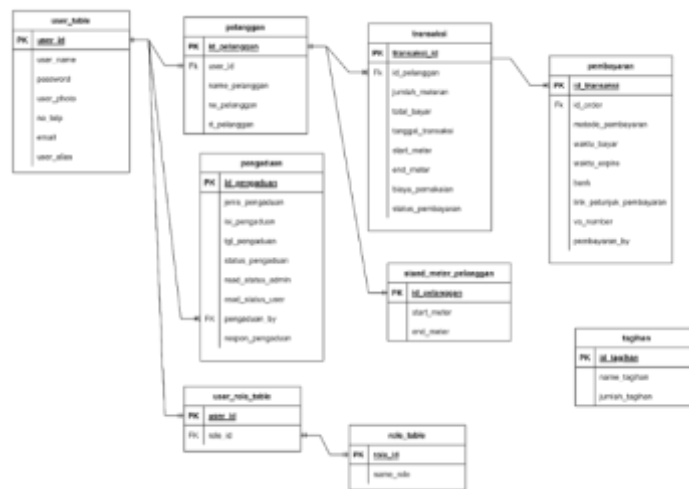 user_table
PK user_id
user_name
password
user_photo
no_telp
email
user_alias
pelanggan
PK id_pelanggan
FK user_id
name_pelanggan
rw_pelanggan
rt_pelanggan
transaksi
PK transaksi_id
FK id_pelanggan
jumlah_meteran
total_bayar
tanggal_transaksi
start_meter
end_meter
biaya_pemakaian
status_pembayaran
pembayaran
PK id_transaksi
FK id_order
metode_pembayaran
waktu_bayar
waktu_expire
bank
link_petunjuk_pembayaran
va_number
pembayaran_by
pengaduan
PK id_pengaduan
jenis_pengaduan
isi_pengaduan
tgl_pengaduan
status_pengaduan
read_status_admin
read_status_user
FK pengaduan_by
respon_pengaduan
stand_meter_pelanggan
PK id_pelanggan
start_meter
end_meter
tagihan
PK id_tagihan
name_tagihan
jumlah_tagihan
user_role_table
PK user_id
FK role_id
role_table
PK role_id
name_role